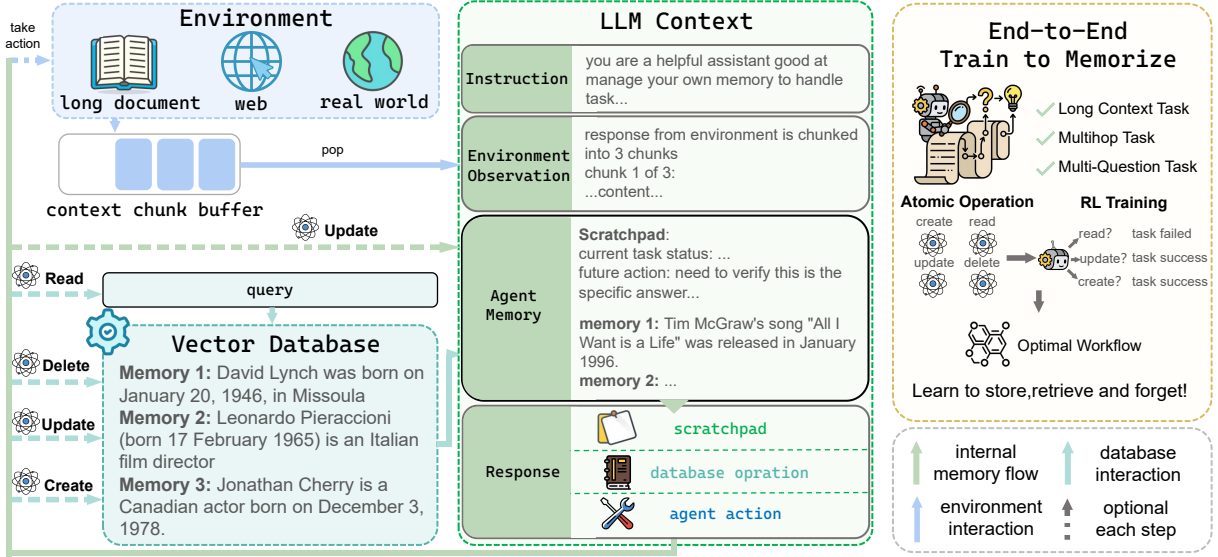 take
action
Environment
long document
web
real world
pop
context chunk buffer
Update
Read
query
Vector Database
Delete
Update
Create
Memory 1: David Lynch was born on
January 20, 1946, in Missoula
Memory 2: Leonardo Pieraccioni
(born 17 February 1965) is an Italian
film director
Memory 3: Jonathan Cherry is a
Canadian actor born on December 3,
1978.
LLM Context
Instruction
you are a helpful assistant good at
manage your own memory to handle
task...
Environment
Observation
response from environment is chunked
into 3 chunks
chunk 1 of 3:
...content...
Agent
Memory
Scratchpad:
current task status: ...
future action: need to verify this is the
specific answer...
memory 1: Tim McGraw's song "All I
Want is a Life" was released in January
1996.
memory 2: ...
Response
scratchpad
database opration
agent action
End-to-End
Train to Memorize
Long Context Task
Multihop Task
Multi-Question Task
Atomic Operation
create
read
update
delete
RL Training
read? task failed
update? task success
create? task success
Optimal Workflow
Learn to store,retrieve and forget!
internal
memory flow
database
interaction
environment
interaction
optional
each step